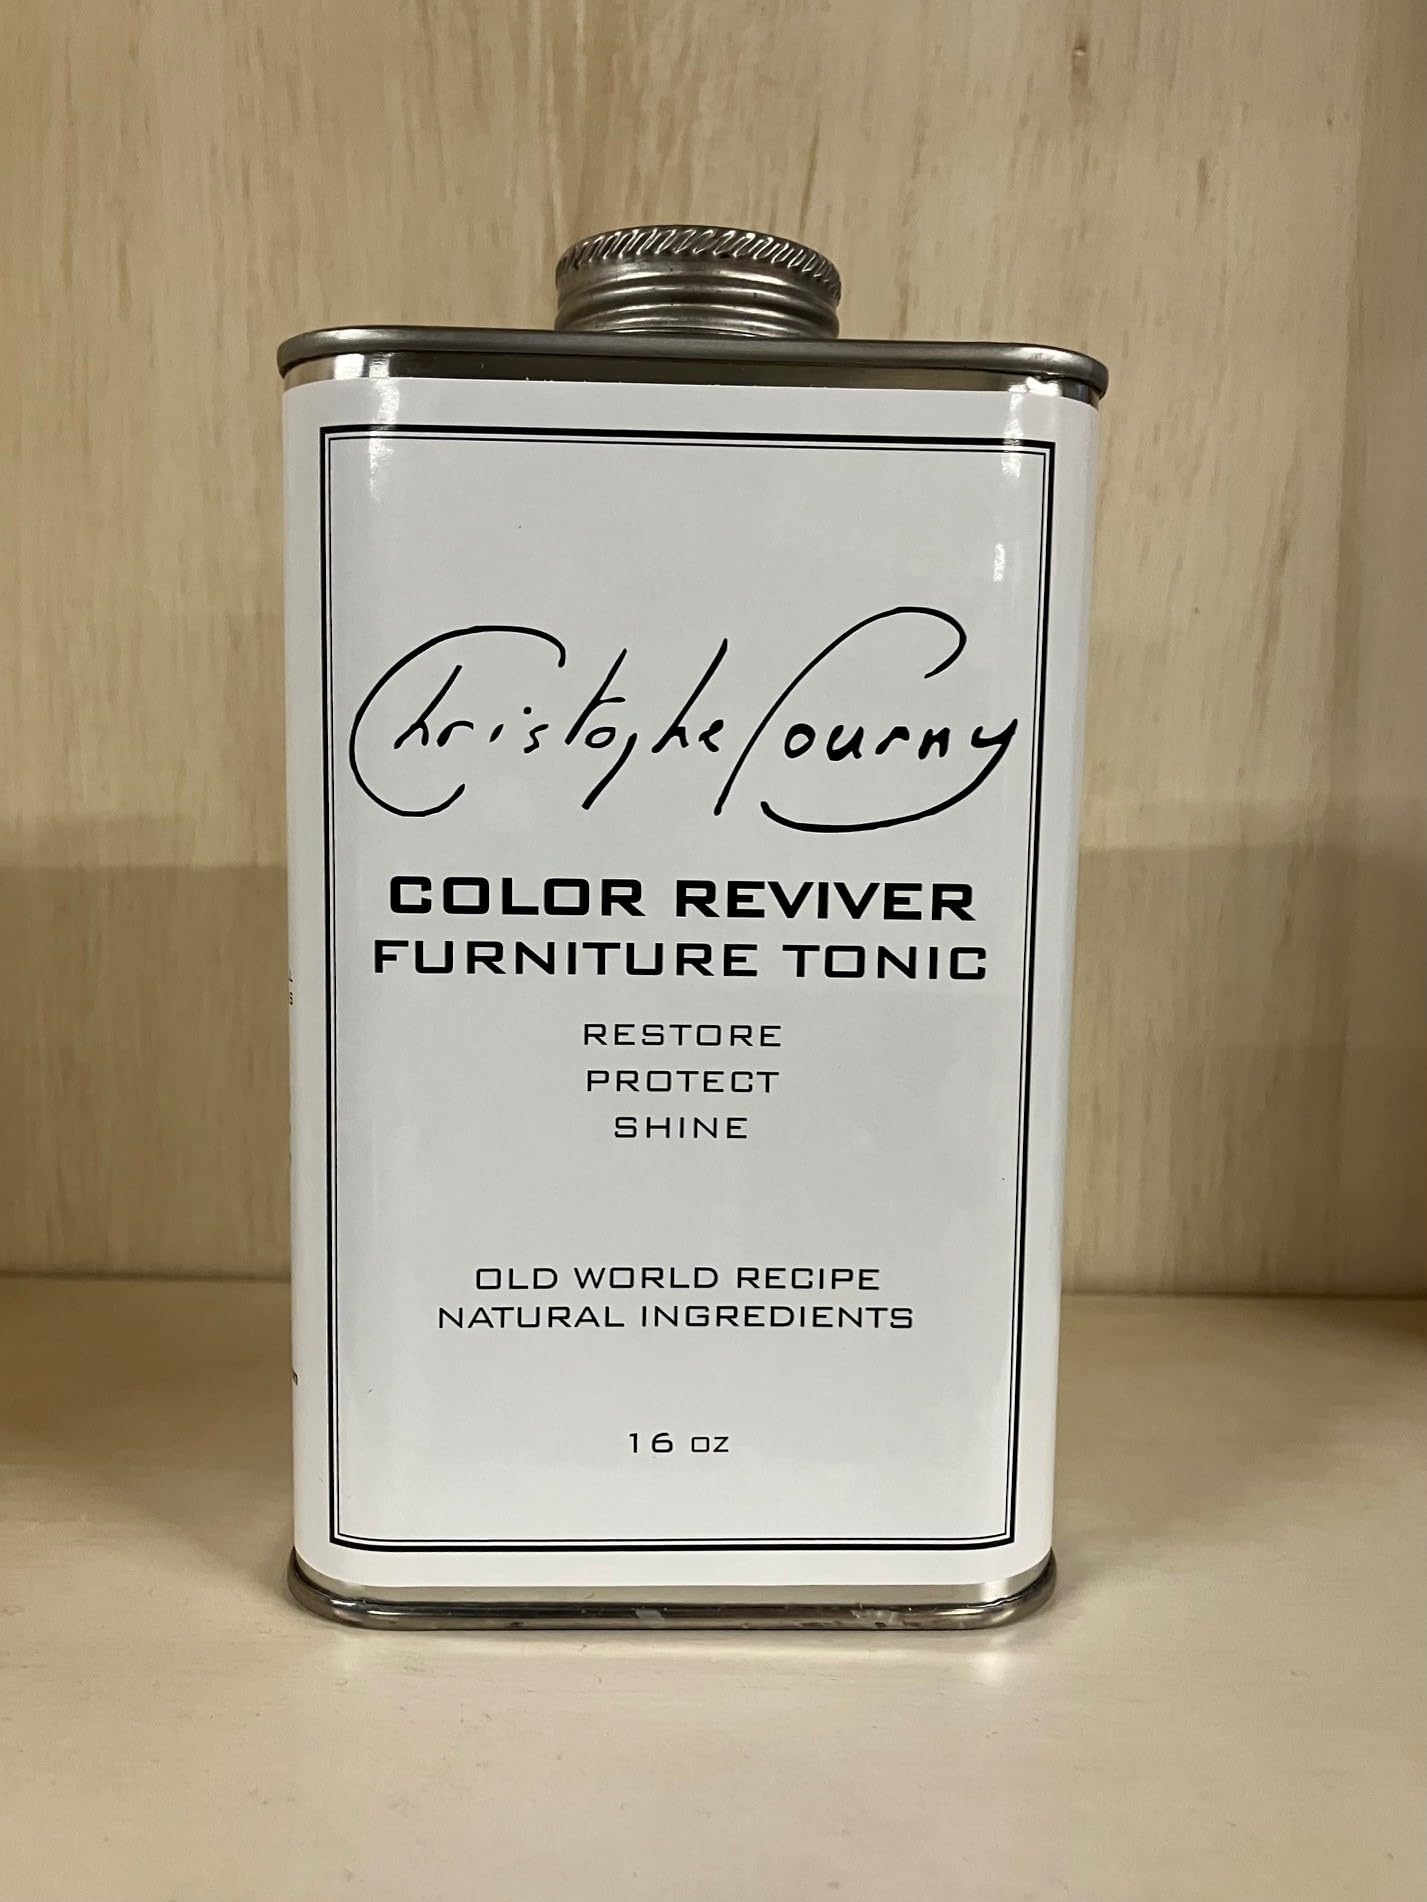 Christophe Pourny
COLOR REVIVER
FURNITURE TONIC
RESTORE
PROTECT
SHINE
OLD WORLD RECIPE
NATURAL INGREDIENTS
16 OZ